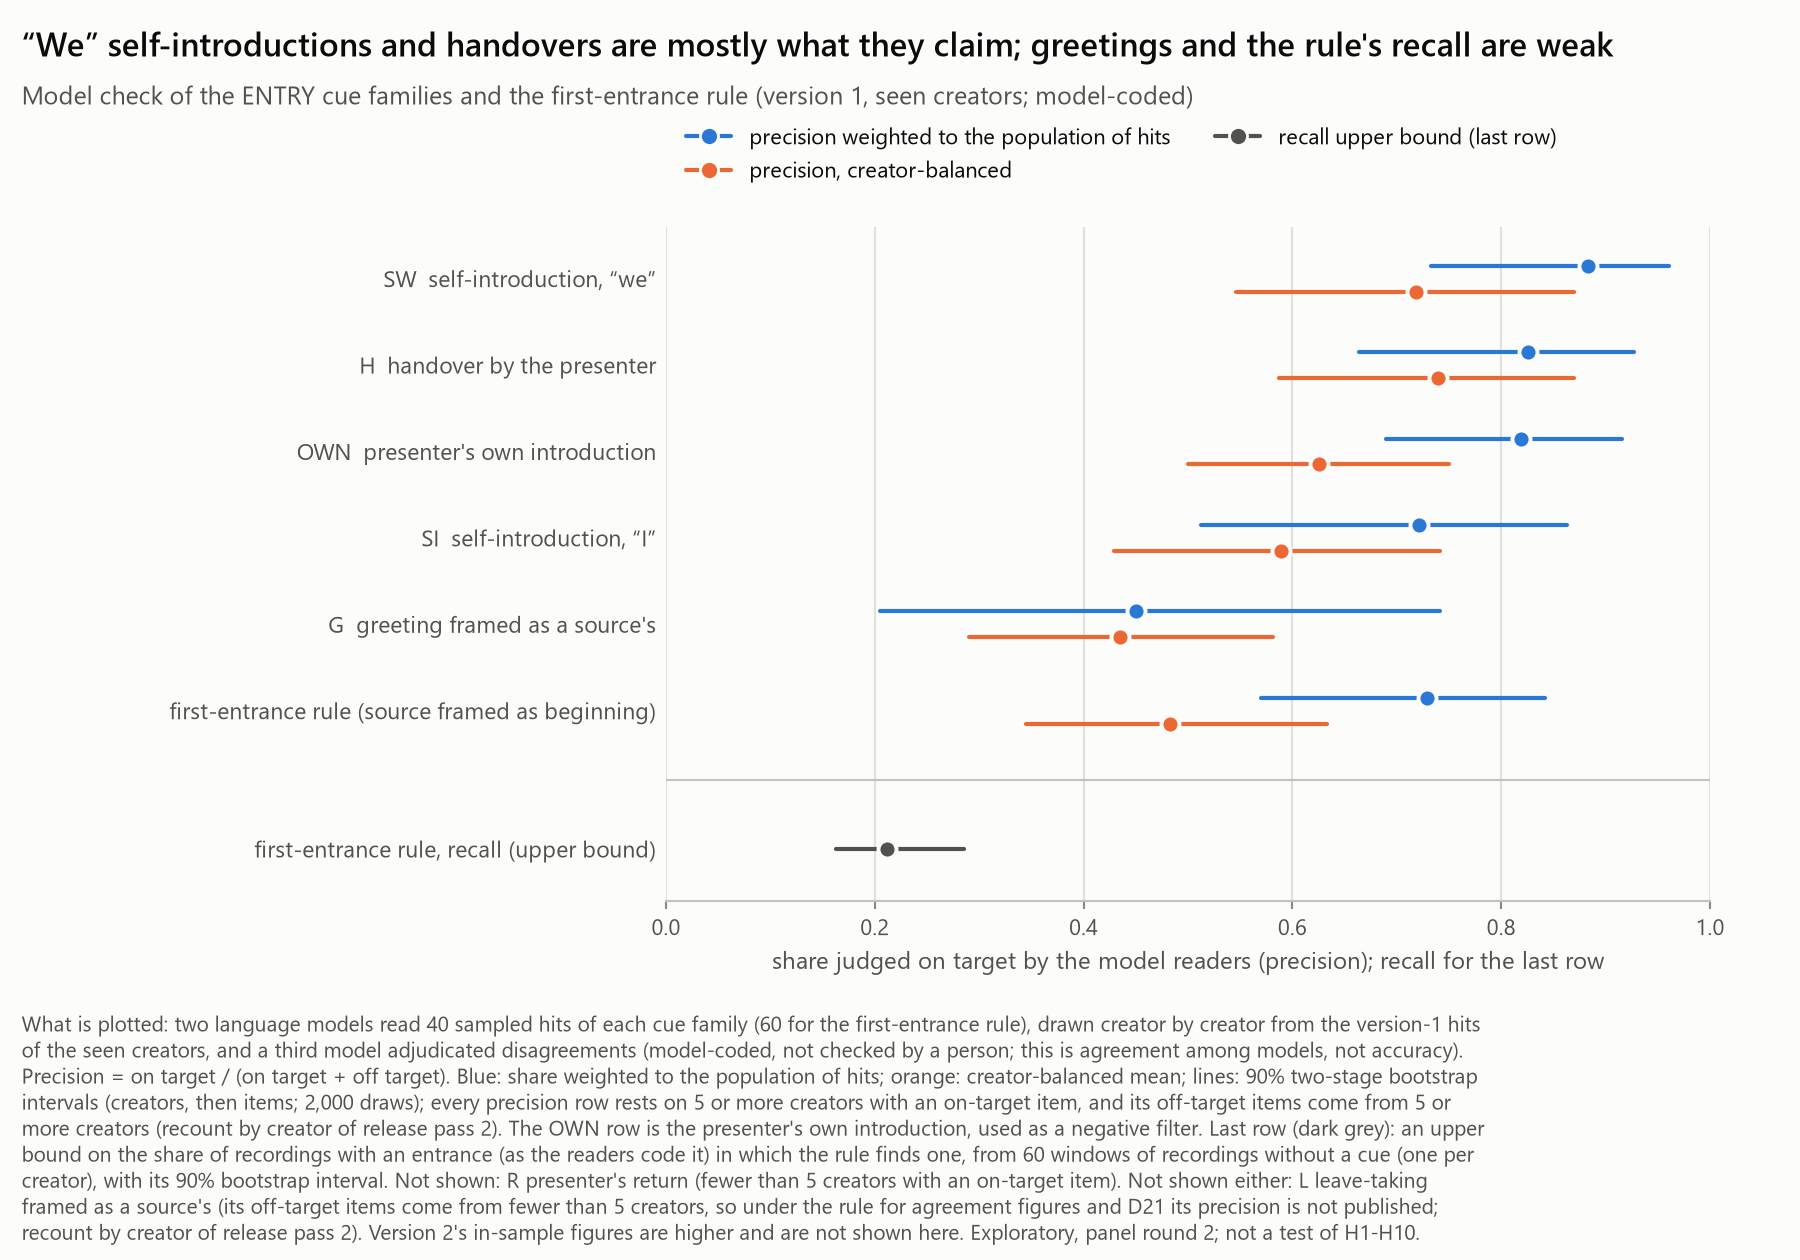 “We” self-introductions and handovers are mostly what they claim; greetings and the rule's recall are weak
Model check of the ENTRY cue families and the first-entrance rule (version 1, seen creators; model-coded)
precision weighted to the population of hits
recall upper bound (last row)
precision, creator-balanced
SW  self-introduction, “we”
H  handover by the presenter
OWN  presenter's own introduction
SI  self-introduction, “I”
G  greeting framed as a source's
first-entrance rule (source framed as beginning)
first-entrance rule, recall (upper bound)
0.0 0.2 0.4 0.6 0.8 1.0
share judged on target by the model readers (precision); recall for the last row
What is plotted: two language models read 40 sampled hits of each cue family (60 for the first-entrance rule), drawn creator by creator from the version-1 hits
of the seen creators, and a third model adjudicated disagreements (model-coded, not checked by a person; this is agreement among models, not accuracy).
Precision = on target / (on target + off target). Blue: share weighted to the population of hits; orange: creator-balanced mean; lines: 90% two-stage bootstrap
intervals (creators, then items; 2,000 draws); every precision row rests on 5 or more creators with an on-target item, and its off-target items come from 5 or
more creators (recount by creator of release pass 2). The OWN row is the presenter's own introduction, used as a negative filter. Last row (dark grey): an upper
bound on the share of recordings with an entrance (as the readers code it) in which the rule finds one, from 60 windows of recordings without a cue (one per
creator), with its 90% bootstrap interval. Not shown: R presenter's return (fewer than 5 creators with an on-target item). Not shown either: L leave-taking
framed as a source's (its off-target items come from fewer than 5 creators, so under the rule for agreement figures and D21 its precision is not published;
recount by creator of release pass 2). Version 2's in-sample figures are higher and are not shown here. Exploratory, panel round 2; not a test of H1-H10.